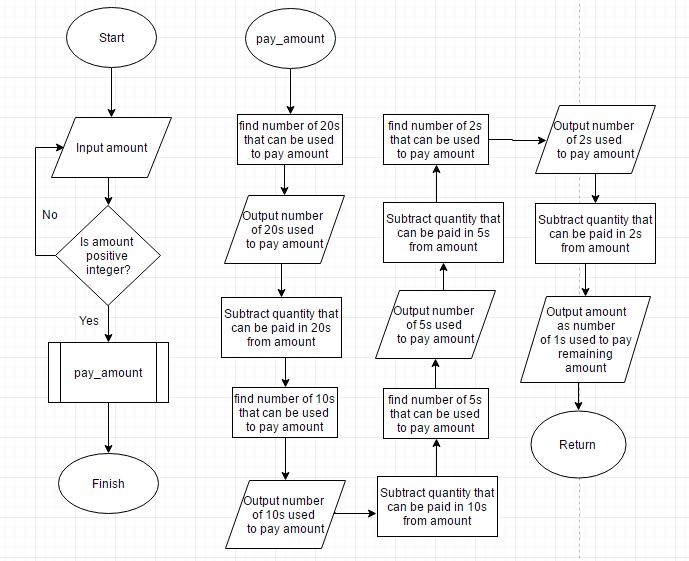 Start
Input amount
No
Is amount
positive
integer?
Yes
pay_amount
Finish
pay_amount
find number of 20s
that can be used
to pay amount
Output number
of 20s used
to pay amount
Subtract quantity that
can be paid in 20s
from amount
find number of 10s
that can be used
to pay amount
Output number
of 10s used
to pay amount
Subtract quantity that
can be paid in 10s
from amount
find number of 5s
that can be used
to pay amount
Output number
of 5s used
to pay amount
Subtract quantity that
can be paid in 5s
from amount
find number of 2s
that can be used
to pay amount
Output number
of 2s used
to pay amount
Subtract quantity that
can be paid in 2s
from amount
Output amount
as number
of 1s used to pay
remaining
amount
Return